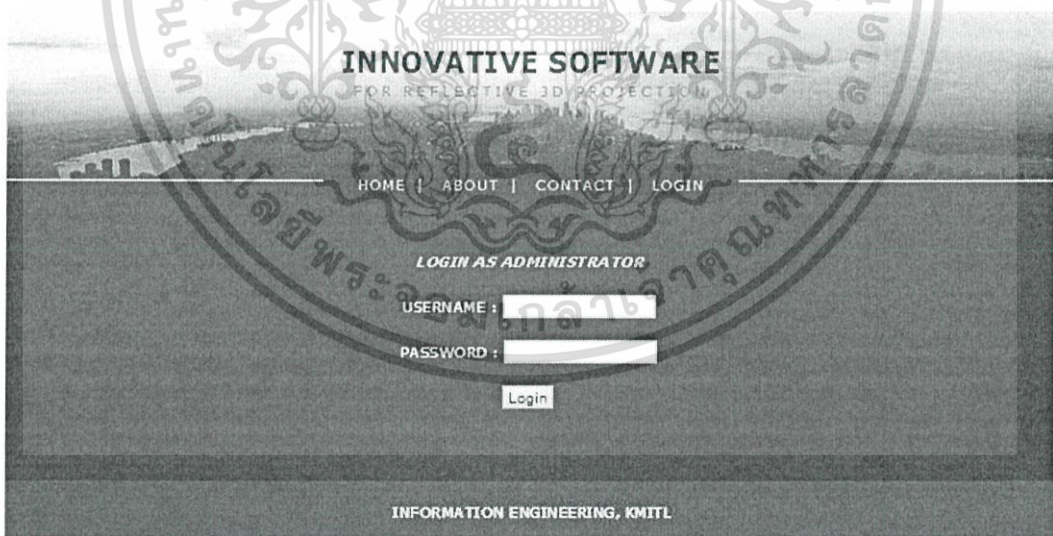 INNOVATIVE SOFTWARE
FOR REFLECTIVE 3D PROJECTION
HOME | ABOUT | CONTACT | LOGIN
LOGIN AS ADMINISTRATOR
USERNAME :
PASSWORD :
Login
INFORMATION ENGINEERING, KMITL